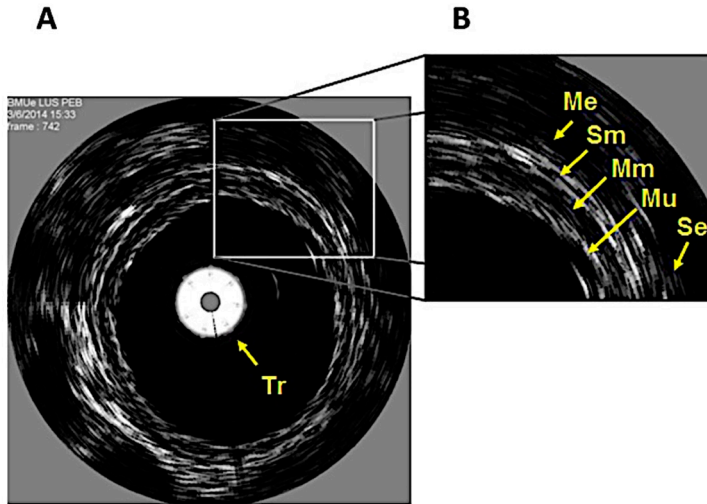 A
B
BMUe LUS PEB
3/6/2014 15:33
frame : 742
Me
Sm
Mm
Mu
Se
Tr